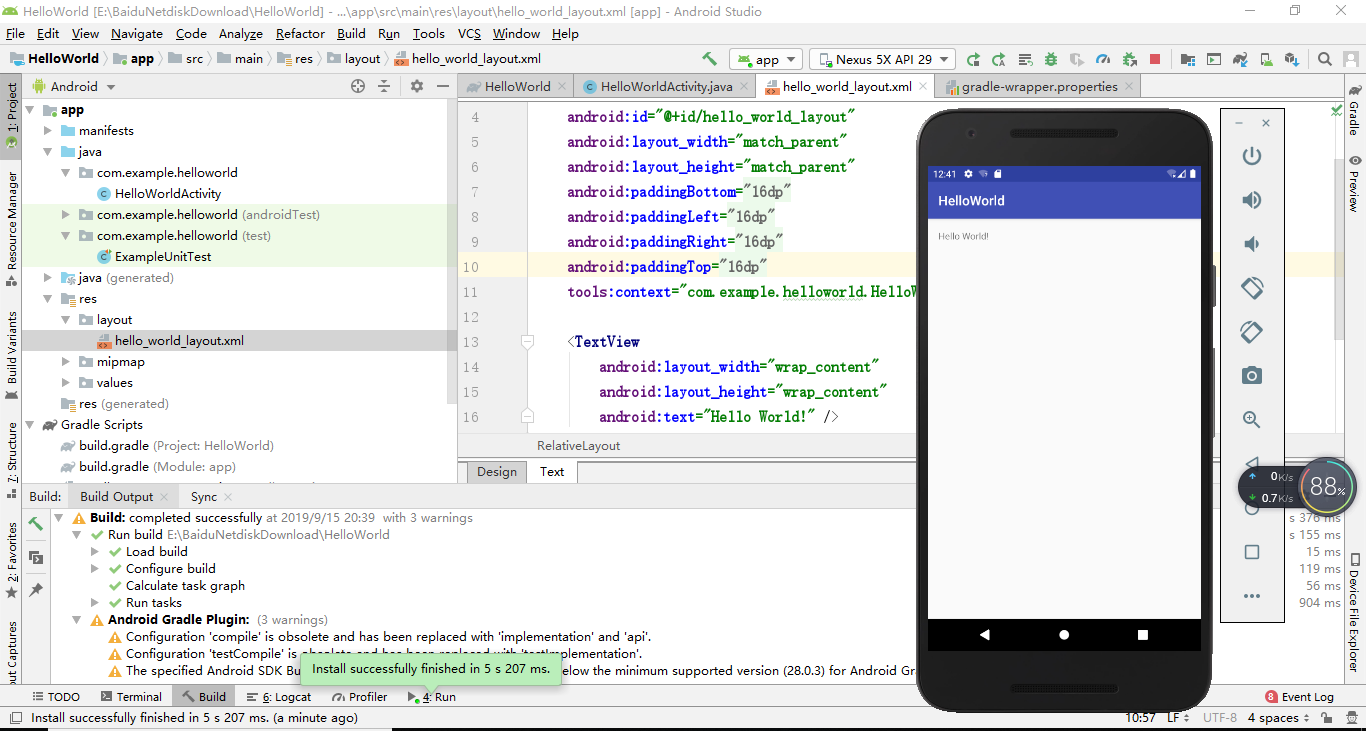 HelloWorld [E:\BaiduNetdiskDownload\HelloWorld] - ...\app\src\main\res\layout\hello_world_layout.xml [app] - Android Studio
File Edit View Navigate Code Analyze Refactor Build Run Tools VCS Window Help
HelloWorld app src main res layout hello_world_layout.xml app Nexus 5X API 29
1: Project
Resource Manager
Build Variants
7: Structure
2: Favorites
out Captures
Android
app
manifests
java
com.example.helloworld
HelloWorldActivity
com.example.helloworld (androidTest)
com.example.helloworld (test)
ExampleUnitTest
java (generated)
res
layout
hello_world_layout.xml
mipmap
values
res (generated)
Gradle Scripts
build.gradle (Project: HelloWorld)
build.gradle (Module: app)
HelloWorld HelloWorldActivity.java hello_world_layout.xml gradle-wrapper.properties
4 android:id="@+id/hello_world_layout"
5 android:layout_width="match_parent"
6 android:layout_height="match_parent"
7 android:paddingBottom="16dp"
8 android:paddingLeft="16dp"
9 android:paddingRight="16dp"
10 android:paddingTop="16dp"
11 tools:context="com.example.helloworld.HelloW
12
13 <TextView
14 android:layout_width="wrap_content"
15 android:layout_height="wrap_content"
16 android:text="Hello World!" />
RelativeLayout
Design Text
12:41
HelloWorld
Hello World!
Gradle
Preview
Device File Explorer
0K/s
0.7K/s
88%
Build: Build Output Sync
Build: completed successfully at 2019/9/15 20:39 with 3 warnings
Run build E:\BaiduNetdiskDownload\HelloWorld
Load build
Configure build
Calculate task graph
Run tasks
Android Gradle Plugin: (3 warnings)
Configuration 'compile' is obsolete and has been replaced with 'implementation' and 'api'.
Configuration 'testCompile' is obsolete and has been replaced with 'testImplementation'.
The specified Android SDK Bu
elow the minimum supported version (28.0.3) for Android Gr
s 376 ms
s 155 ms
15 ms
119 ms
56 ms
904 ms
Install successfully finished in 5 s 207 ms.
TODO Terminal Build 6: Logcat Profiler 4: Run 8 Event Log
Install successfully finished in 5 s 207 ms. (a minute ago) 10:57 LF UTF-8 4 spaces